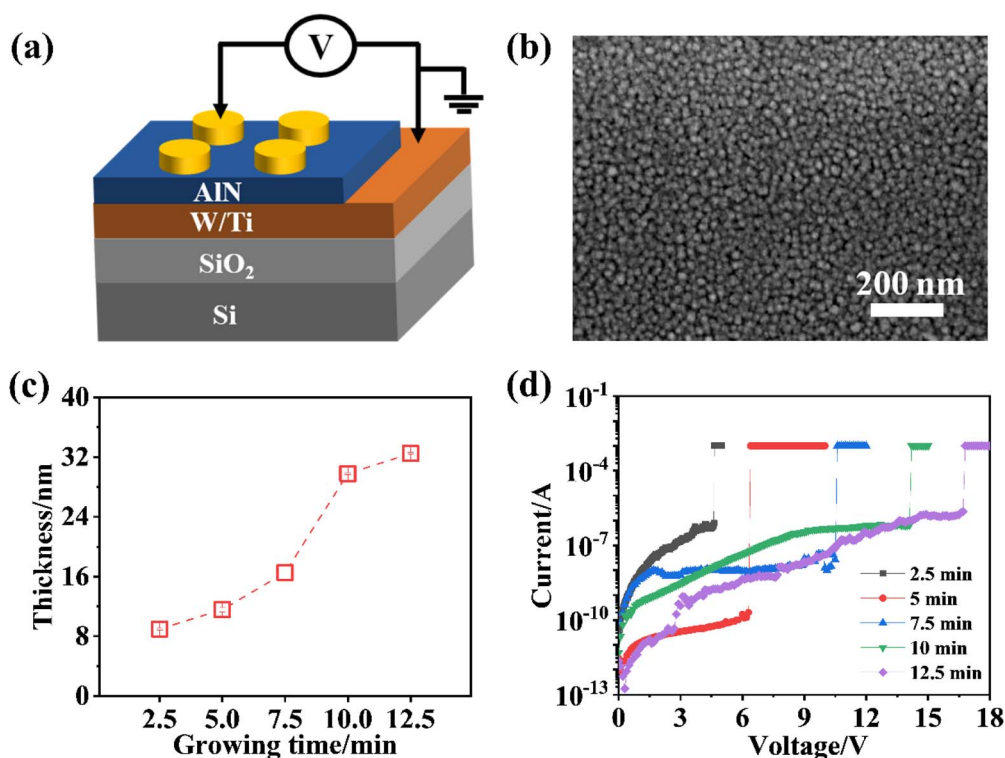 (a)
V
AlN
W/Ti
SiO₂
Si
(b)
200 nm
(c)
Thickness/nm
40
32
24
16
8
0
2.5 5.0 7.5 10.0 12.5
Growing time/min
(d)
Current/A
10⁻¹
10⁻⁴
10⁻⁷
10⁻¹⁰
10⁻¹³
2.5 min
5 min
7.5 min
10 min
12.5 min
0 3 6 9 12 15 18
Voltage/V